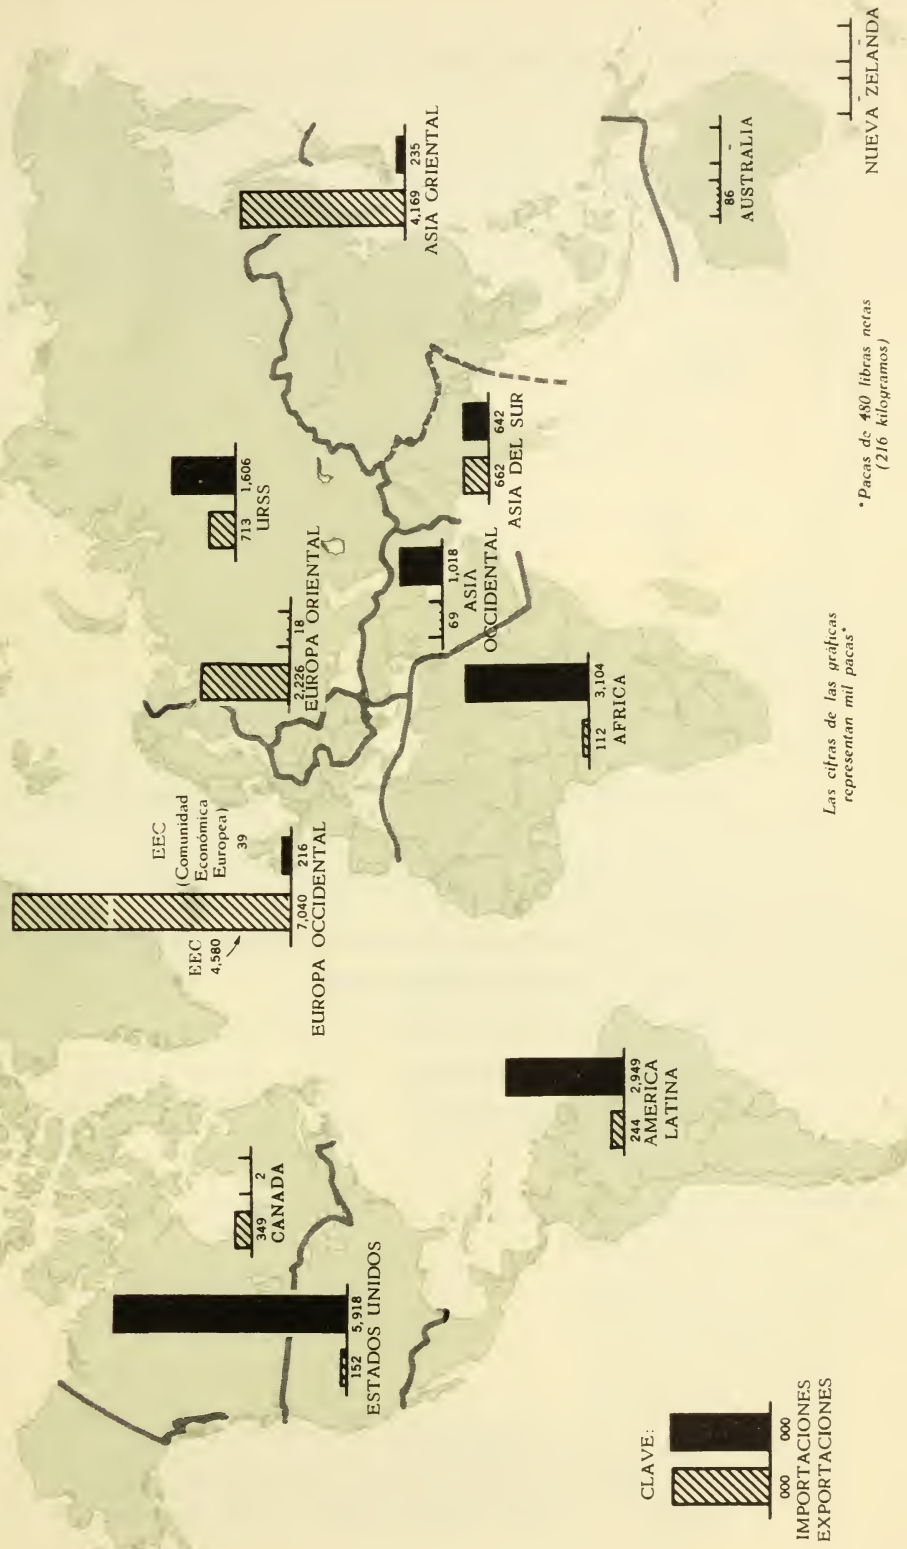 EEC
(Comunidad
Económica
Europea)
39
EEC
4,580
7,040 216
EUROPA OCCIDENTAL
2,226 18
EUROPA ORIENTAL
713 1,606
URSS
4,169 235
ASIA ORIENTAL
349 2
CANADA
152 5,918
ESTADOS UNIDOS
69 1,018
ASIA
OCCIDENTAL
662 642
ASIA DEL SUR
112 3,104
AFRICA
244 2,949
AMERICA
LATINA
86 -
AUSTRALIA
- -
NUEVA ZELANDA
CLAVE:
000 000
IMPORTACIONES
EXPORTACIONES
Las cifras de las gráficas
representan mil pacas*
*Pacas de 480 libras netas
(216 kilogramos)